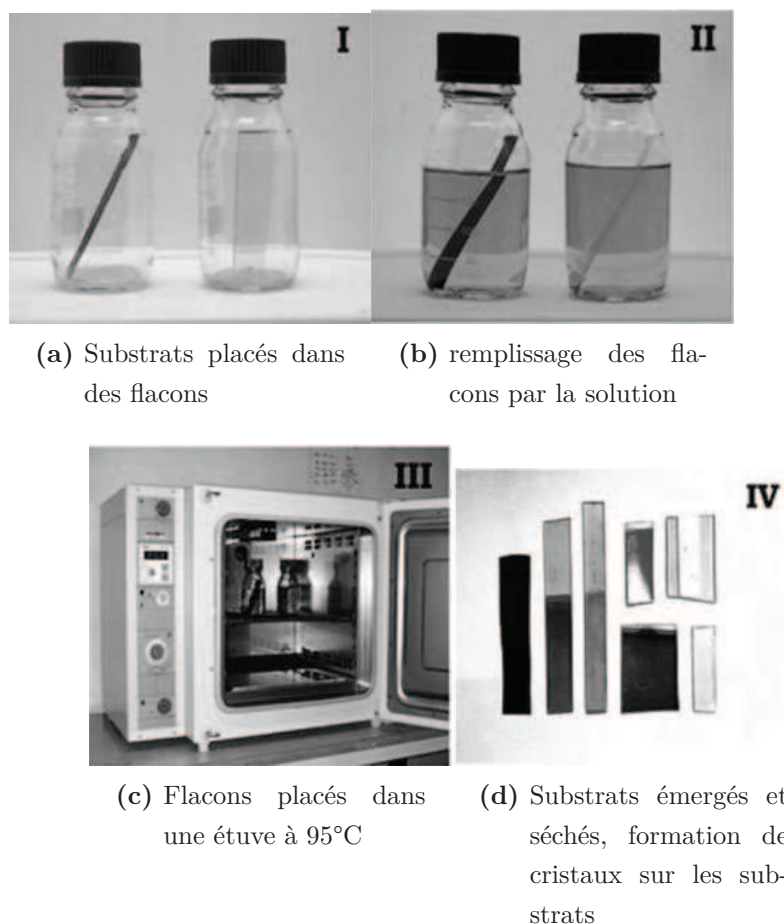 I
II
(a) Substrats placés dans
des flacons
(b) remplissage des fla-
cons par la solution
III
IV
(c) Flacons placés dans
une étuve à 95°C
(d) Substrats émergés et
séchés, formation de
cristaux sur les sub-
strats